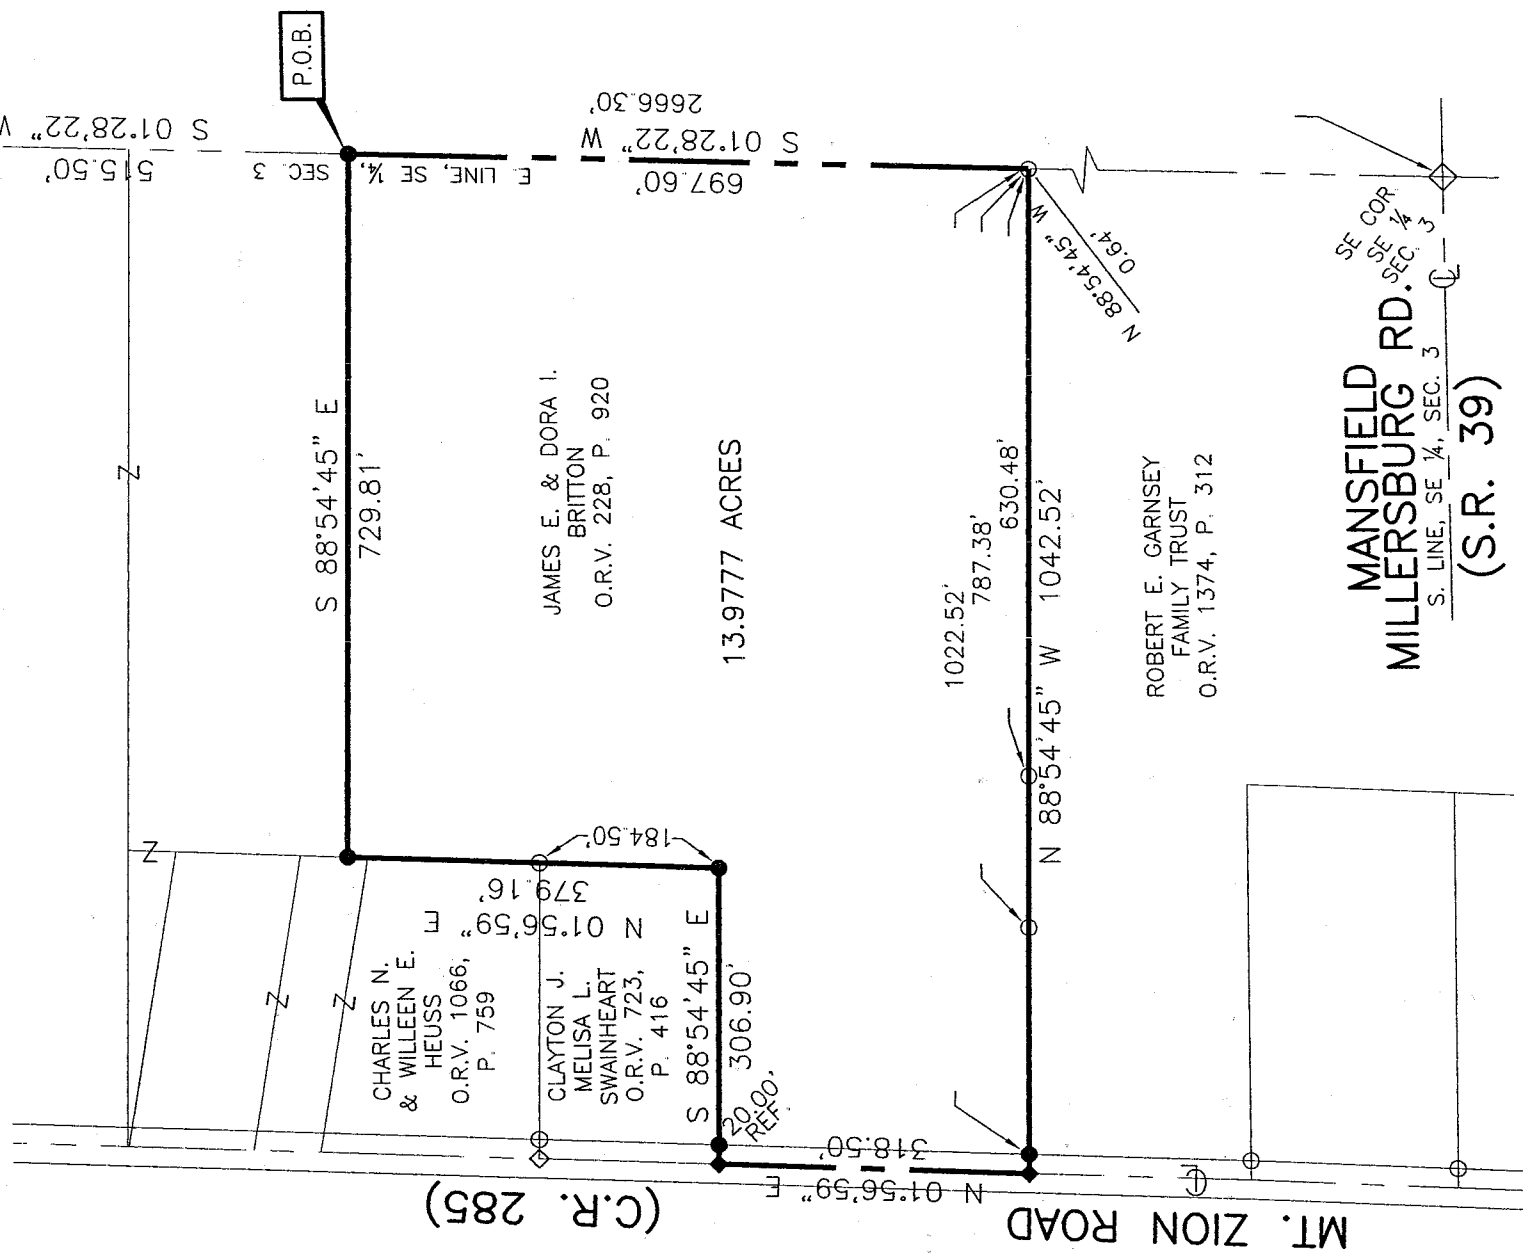 P.O.B.
S 01°28'22"
515.50'
E. LINE, SE ¼, SEC. 3
S 01°28'22" W
2666.30'
697.60'
S 88°54'45" E
729.81'
JAMES E. & DORA I.
BRITTON
O.R.V. 228, P. 920
13.9777 ACRES
N 88°54'45" W
0.64'
SE COR.
SE ¼
SEC. 3
MANSFIELD
MILLERSBURG RD.
S. LINE, SE ¼, SEC. 3
(S.R. 39)
1022.52'
787.38'
630.48'
N 88°54'45" W 1042.52'
ROBERT E. GARNSEY
FAMILY TRUST
O.R.V. 1374, P. 312
Z
Z
Z
Z
184.50'
379.16'
N 01°56'59" E
CHARLES N.
& WILLEEN E.
HEUSS
O.R.V. 1066,
P. 759
CLAYTON J.
MELISA L.
SWAINHEART
O.R.V. 723,
P. 416
S 88°54'45" E
306.90'
20.00'
REF.
318.50'
N 01°56'59" E
(C.R. 285)
MT. ZION ROAD